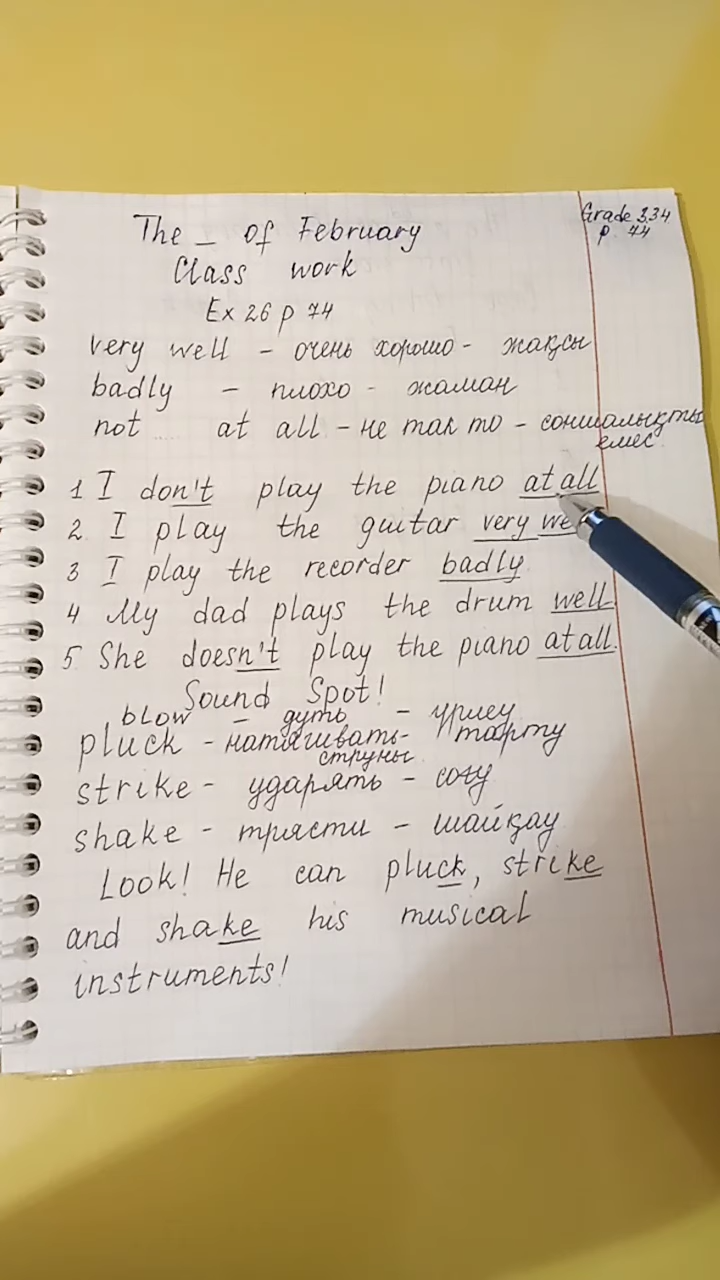 Grade 3.34
p. 74
The _ of February
Class work
Ex 26 p 74
very well - очень хорошо - жақсы
badly - плохо - жаман
not .... at all - не так то - соншалықты
емес
1 I don't play the piano at all
2. I play the guitar very we
3 I play the recorder badly.
4 My dad plays the drum well.
5. She doesn't play the piano at all.
Sound Spot!
blow - дуть - үрлеу
pluck - натягивать - тарту
струны
strike - ударять - соғу
shake - трясти - шайқау
Look! He can pluck, strike
and shake his musical
instruments!